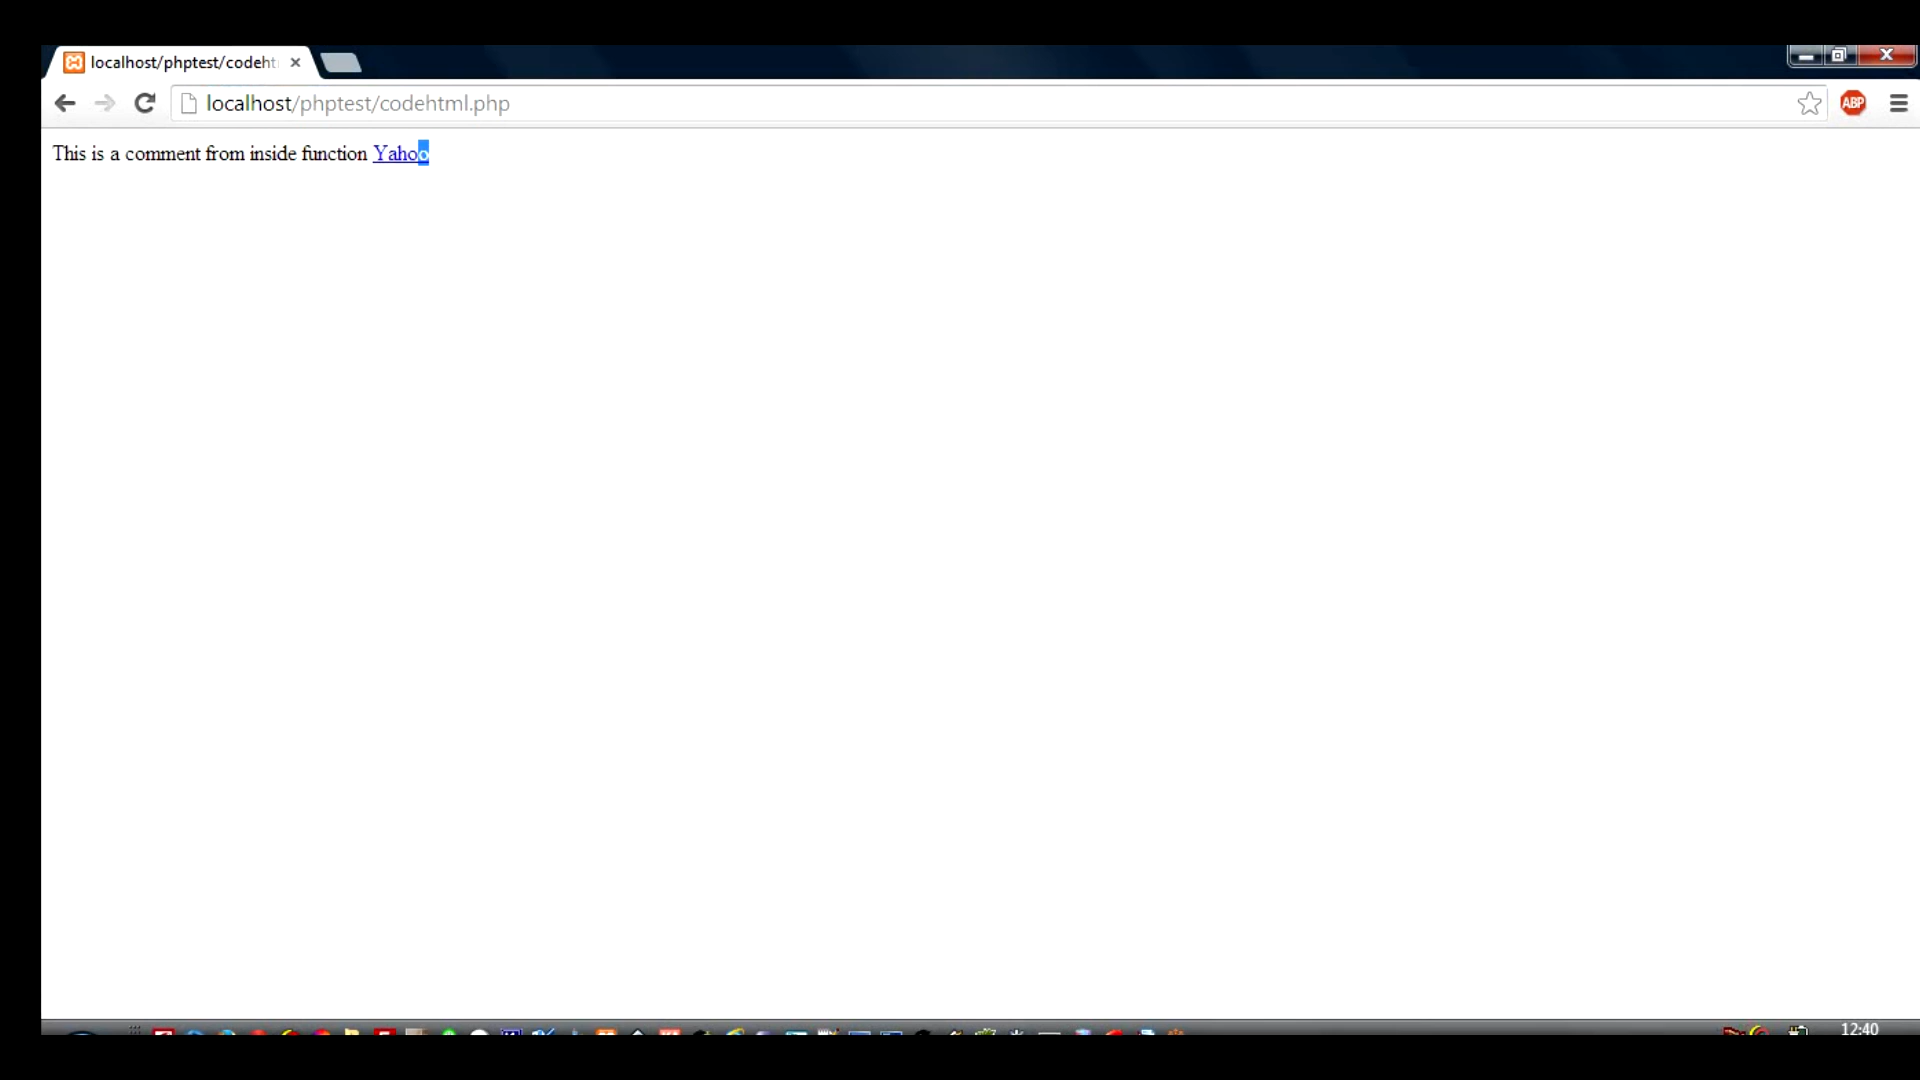 localhost/phptest/codeht
localhost/phptest/codehtml.php
ABP
This is a comment from inside function Yahoo
12:40